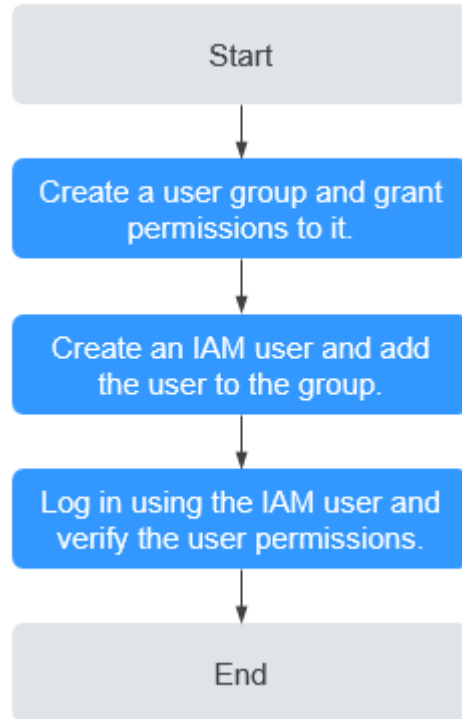 Start
Create a user group and grant
permissions to it.
Create an IAM user and add
the user to the group.
Log in using the IAM user and
verify the user permissions.
End